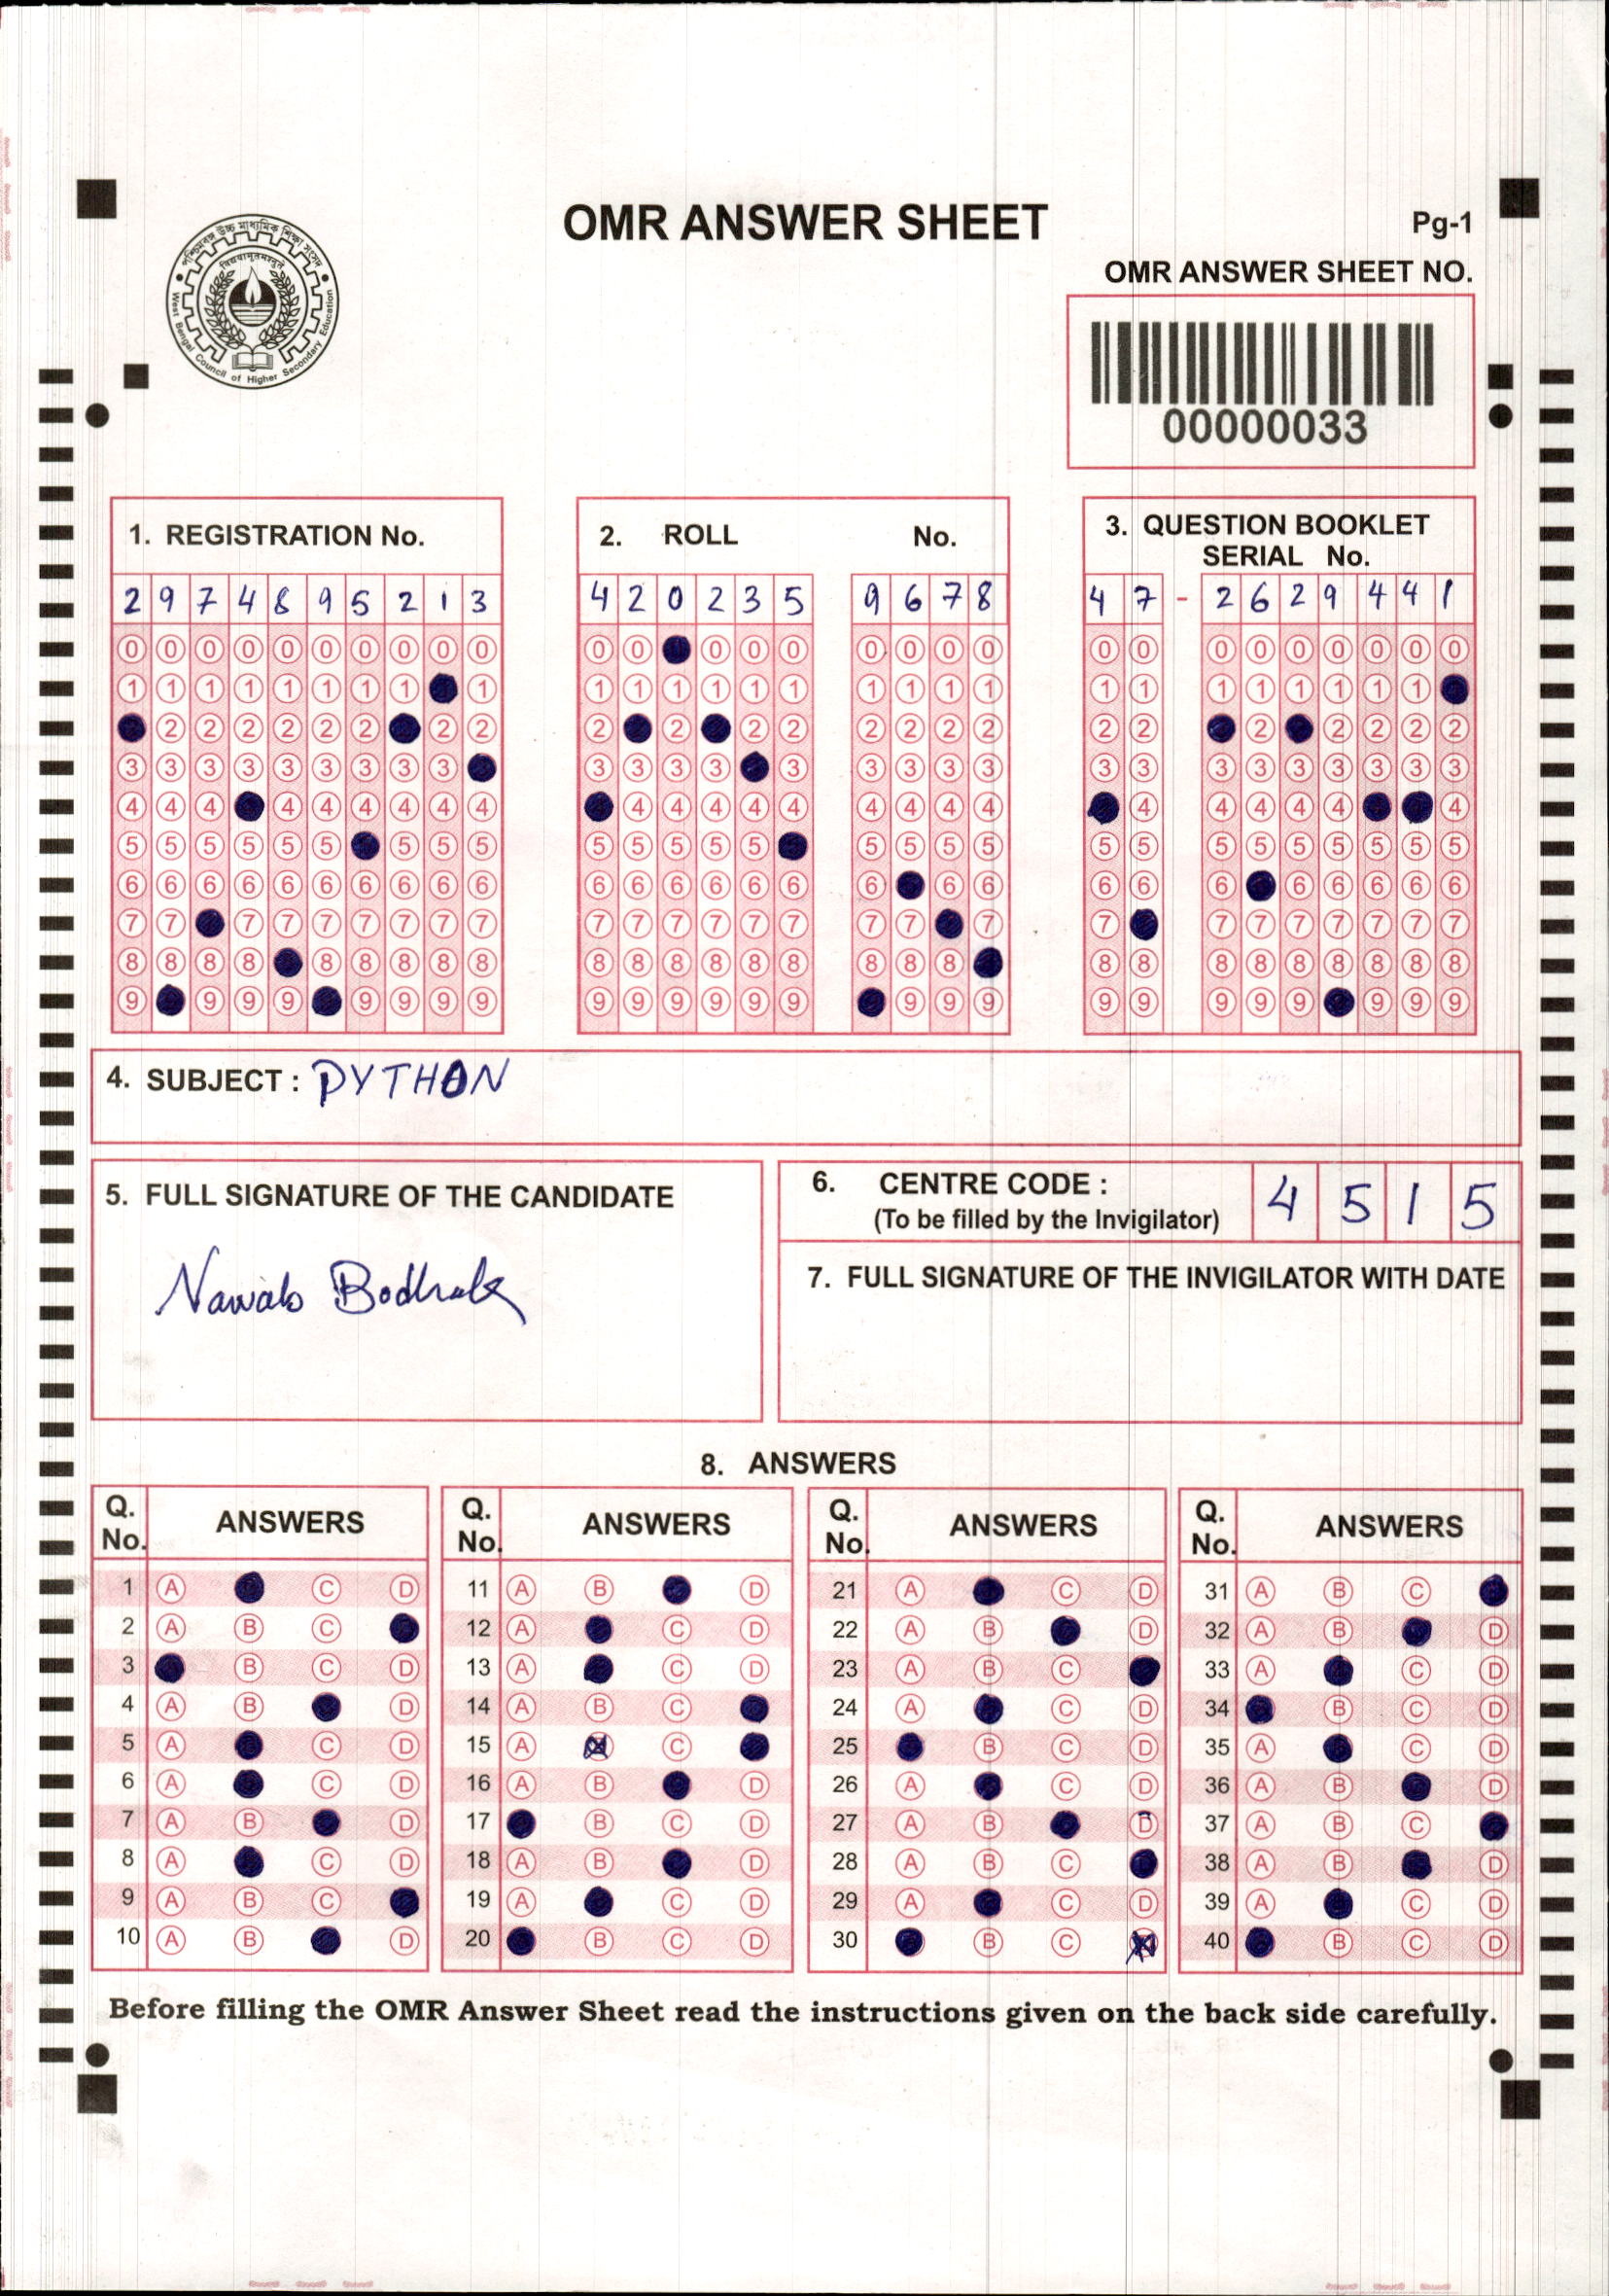 OMR ANSWER SHEET
Pg-1
পশ্চিমবঙ্গ উচ্চ মাধ্যমিক শিক্ষা সংসদ
West Bengal Council of Higher Secondary Education
OMR ANSWER SHEET NO.
00000033
1. REGISTRATION No.
2. ROLL No.
3. QUESTION BOOKLET
SERIAL No.
2 9 7 4 8 9 5 2 1 3 4 2 0 2 3 5 9 6 7 8 4 7 - 2 6 2 9 4 4 1
4. SUBJECT : PYTHON
5. FULL SIGNATURE OF THE CANDIDATE
Nawab
6. CENTRE CODE : 4 5 1 5
(To be filled by the Invigilator)
7. FULL SIGNATURE OF THE INVIGILATOR WITH DATE
8. ANSWERS
Q. No. ANSWERS Q. No. ANSWERS Q. No. ANSWERS Q. No. ANSWERS
1 A C D 11 A B D 21 A C D 31 A B C
2 A B C 12 A C D 22 A B D 32 A B D
3 B C D 13 A C D 23 A B C 33 A C D
4 A B D 14 A B C 24 A C D 34 B C D
5 A C D 15 A C 25 B C D 35 A C D
6 A C D 16 A B D 26 A C D 36 A B D
7 A B D 17 B C D 27 A B D 37 A B C
8 A C D 18 A B D 28 A B C 38 A B D
9 A B C 19 A C D 29 A C D 39 A C D
10 A B D 20 B C D 30 B C 40 B C D
Before filling the OMR Answer Sheet read the instructions given on the back side carefully.